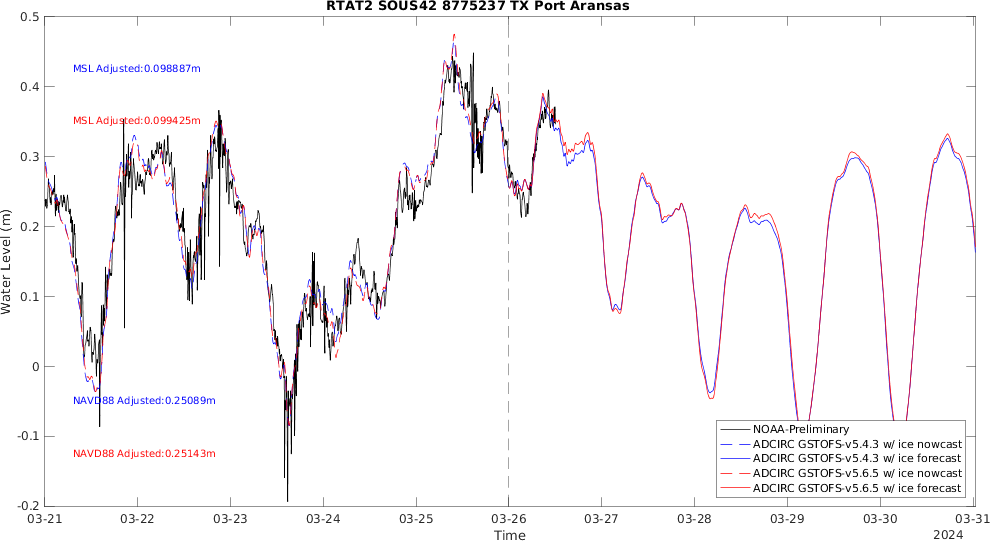 RTAT2 SOUS42 8775237 TX Port Aransas
0.5
0.4
0.3
0.2
0.1
0
-0.1
-0.2
Water Level (m)
MSL Adjusted:0.098887m
MSL Adjusted:0.099425m
NAVD88 Adjusted:0.25089m
NAVD88 Adjusted:0.25143m
NOAA-Preliminary
ADCIRC GSTOFS-v5.4.3 w/ ice nowcast
ADCIRC GSTOFS-v5.4.3 w/ ice forecast
ADCIRC GSTOFS-v5.6.5 w/ ice nowcast
ADCIRC GSTOFS-v5.6.5 w/ ice forecast
03-21 03-22 03-23 03-24 03-25 03-26 03-27 03-28 03-29 03-30 03-31
Time
2024